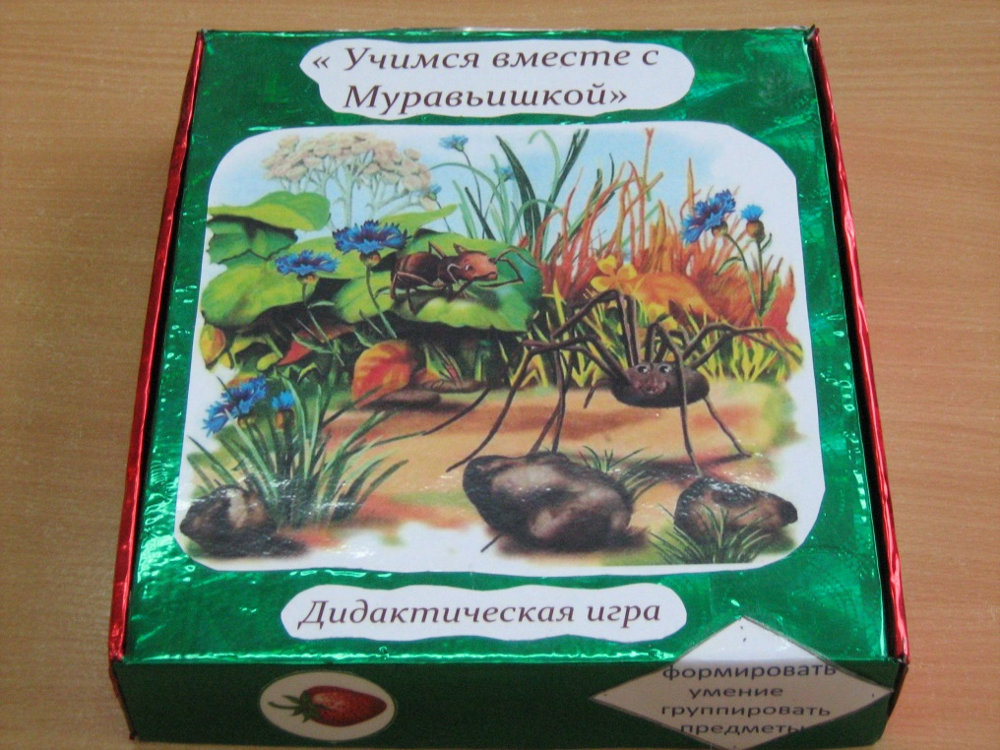 « Учимся вместе с
Муравьишкой»
Дидактическая игра
формировать
умение
группировать
предметы